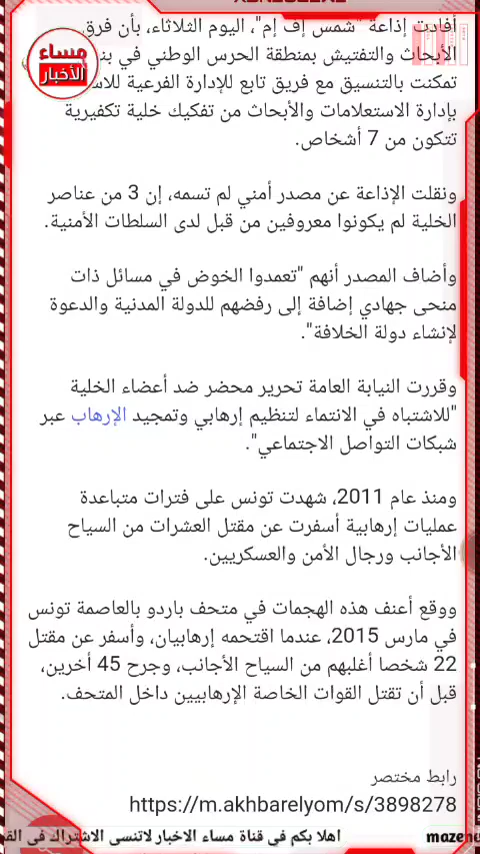 أفادت إذاعة "شمس إف إم"، اليوم الثلاثاء، بأن فرق
الأبحاث والتفتيش بمنطقة الحرس الوطني في
تمكنت بالتنسيق مع فريق تابع للإدارة الفرعية
بإدارة الاستعلامات والأبحاث من تفكيك خلية تكفيرية
تتكون من 7 أشخاص.
مساء
الأخبار
ونقلت الإذاعة عن مصدر أمني لم تسمه، إن 3 من عناصر
الخلية لم يكونوا معروفين من قبل لدى السلطات الأمنية.
وأضاف المصدر أنهم "تعمدوا الخوض في مسائل ذات
منحى جهادي إضافة إلى رفضهم للدولة المدنية والدعوة
لإنشاء دولة الخلافة".
وقررت النيابة العامة تحرير محضر ضد أعضاء الخلية
"للاشتباه في الانتماء لتنظيم إرهابي وتمجيد الإرهاب عبر
شبكات التواصل الاجتماعي".
ومنذ عام 2011، شهدت تونس على فترات متباعدة
عمليات إرهابية أسفرت عن مقتل العشرات من السياح
الأجانب ورجال الأمن والعسكريين.
ووقع أعنف هذه الهجمات في متحف باردو بالعاصمة تونس
في مارس 2015، عندما اقتحمه إرهابيان، وأسفر عن مقتل
22 شخصا أغلبهم من السياح الأجانب، وجرح 45 أخرين،
قبل أن تقتل القوات الخاصة الإرهابيين داخل المتحف.
رابط مختصر
https://m.akhbarelyom/s/3898278
اهلا بكم فى قناة مساء الاخبار لاتنسى الاشتراك فى